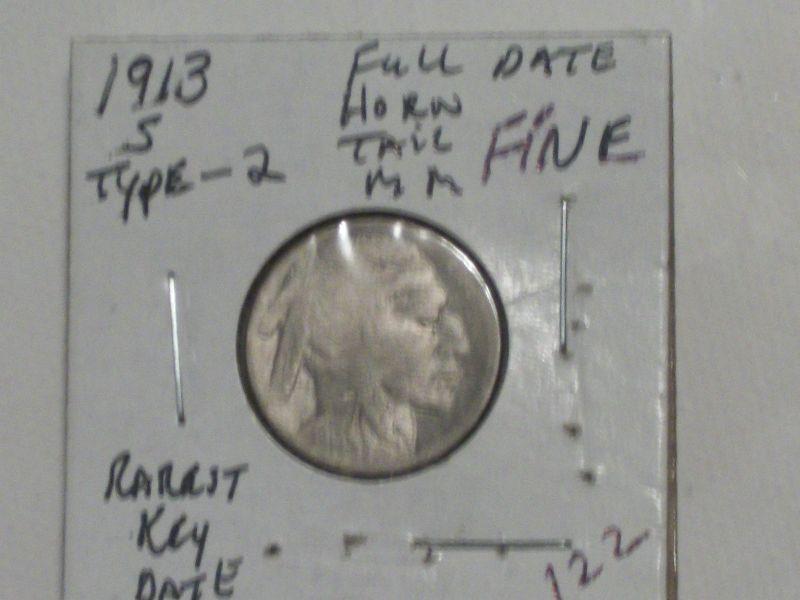 1913
S
TYPE-2
FULL DATE
HORN
TAIL
MM
FINE
RAREST
KEY
DATE
122